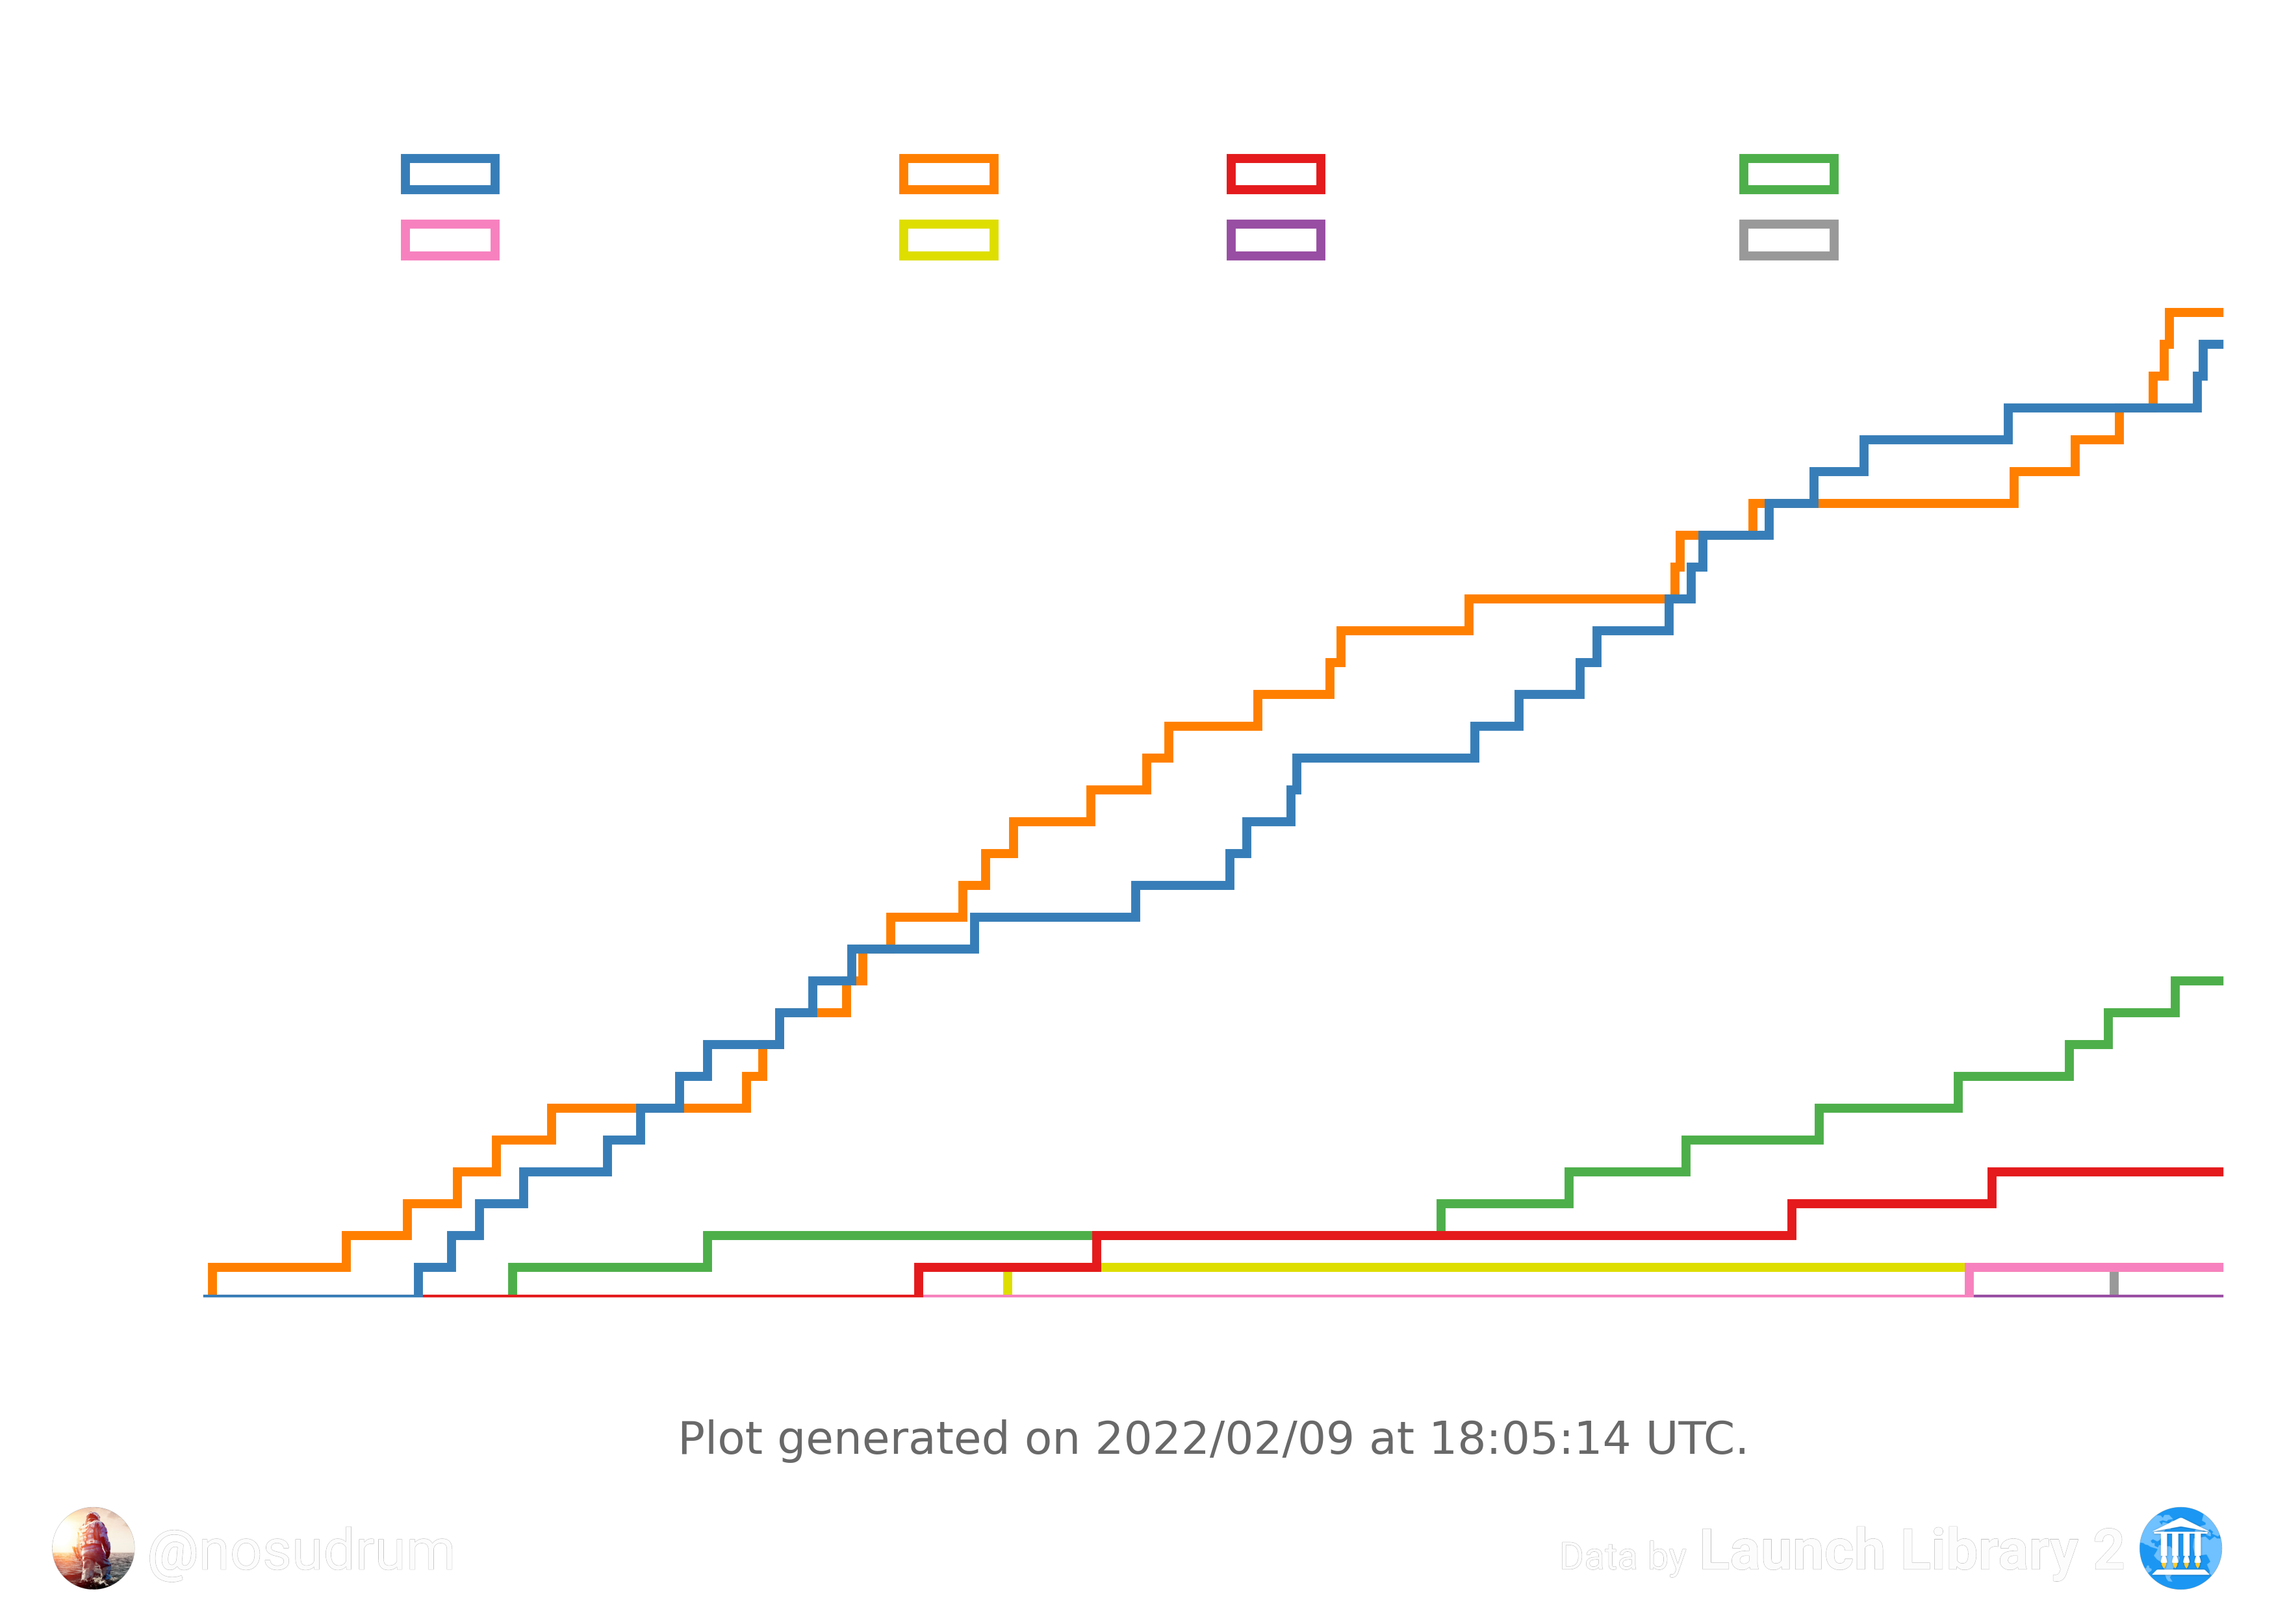 Plot generated on 2022/02/09 at 18:05:14 UTC.
@nosudrum
Data by Launch Library 2